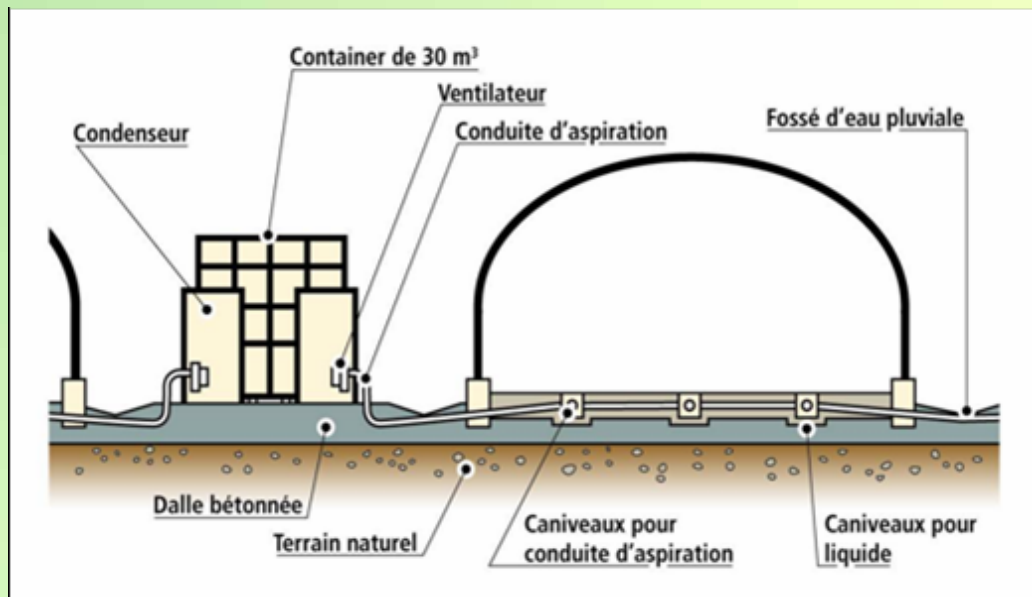 Container de 30 m³
Ventilateur
Fossé d'eau pluviale
Condenseur
Conduite d'aspiration
Dalle bétonnée
Terrain naturel
Caniveaux pour
conduite d'aspiration
Caniveaux pour
liquide